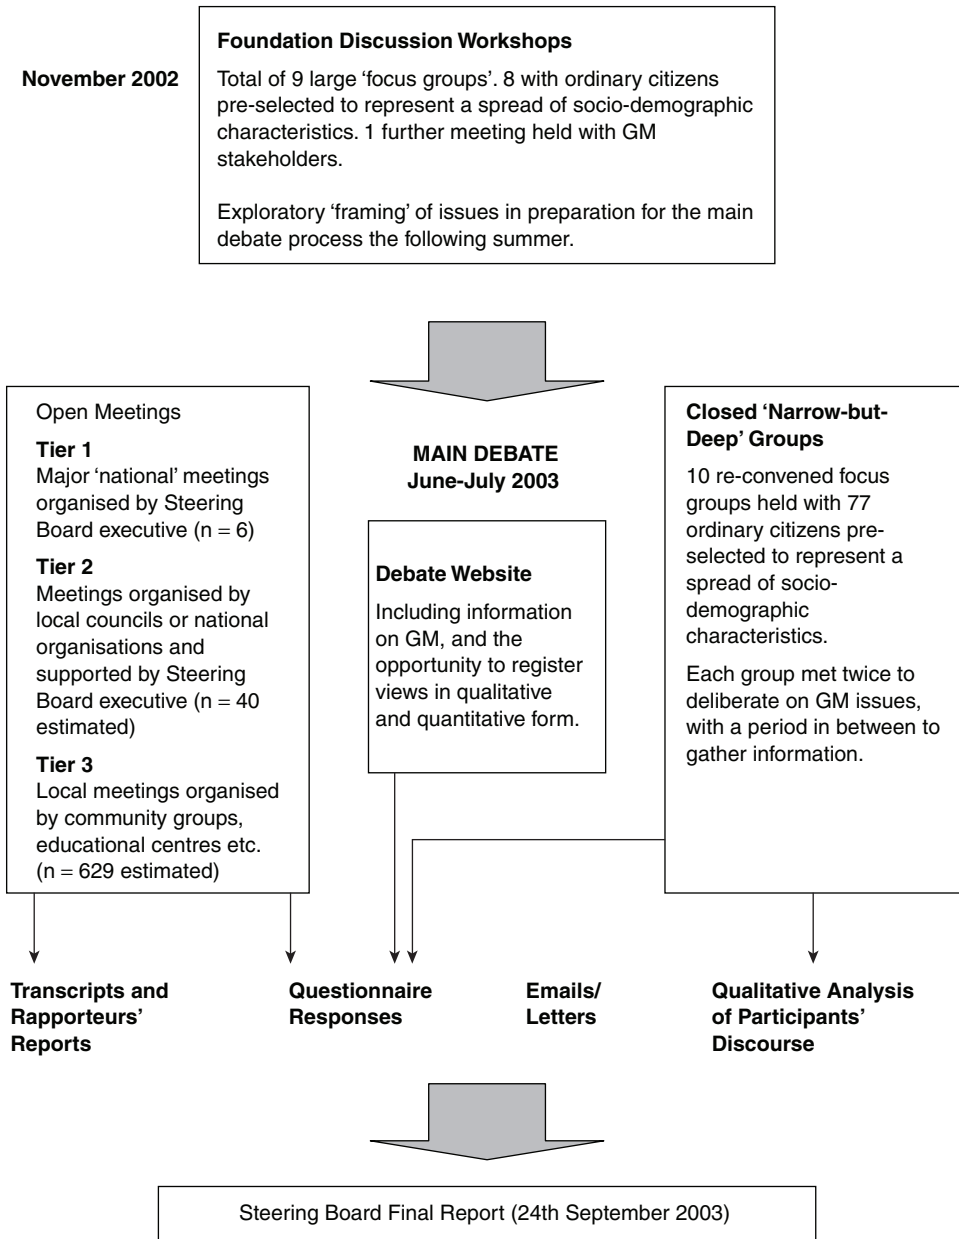 Foundation Discussion Workshops
November 2002
Total of 9 large ‘focus groups’. 8 with ordinary citizens
pre-selected to represent a spread of socio-demographic
characteristics. 1 further meeting held with GM
stakeholders.
Exploratory ‘framing’ of issues in preparation for the main
debate process the following summer.
Open Meetings
Tier 1
Major ‘national’ meetings
organised by Steering
Board executive (n = 6)
Tier 2
Meetings organised by
local councils or national
organisations and
supported by Steering
Board executive (n = 40
estimated)
Tier 3
Local meetings organised
by community groups,
educational centres etc.
(n = 629 estimated)
MAIN DEBATE
June-July 2003
Debate Website
Including information
on GM, and the
opportunity to register
views in qualitative
and quantitative form.
Closed ‘Narrow-but-
Deep’ Groups
10 re-convened focus
groups held with 77
ordinary citizens pre-
selected to represent a
spread of socio-
demographic
characteristics.
Each group met twice to
deliberate on GM issues,
with a period in between to
gather information.
Transcripts and
Rapporteurs’
Reports
Questionnaire
Responses
Emails/
Letters
Qualitative Analysis
of Participants’
Discourse
Steering Board Final Report (24th September 2003)